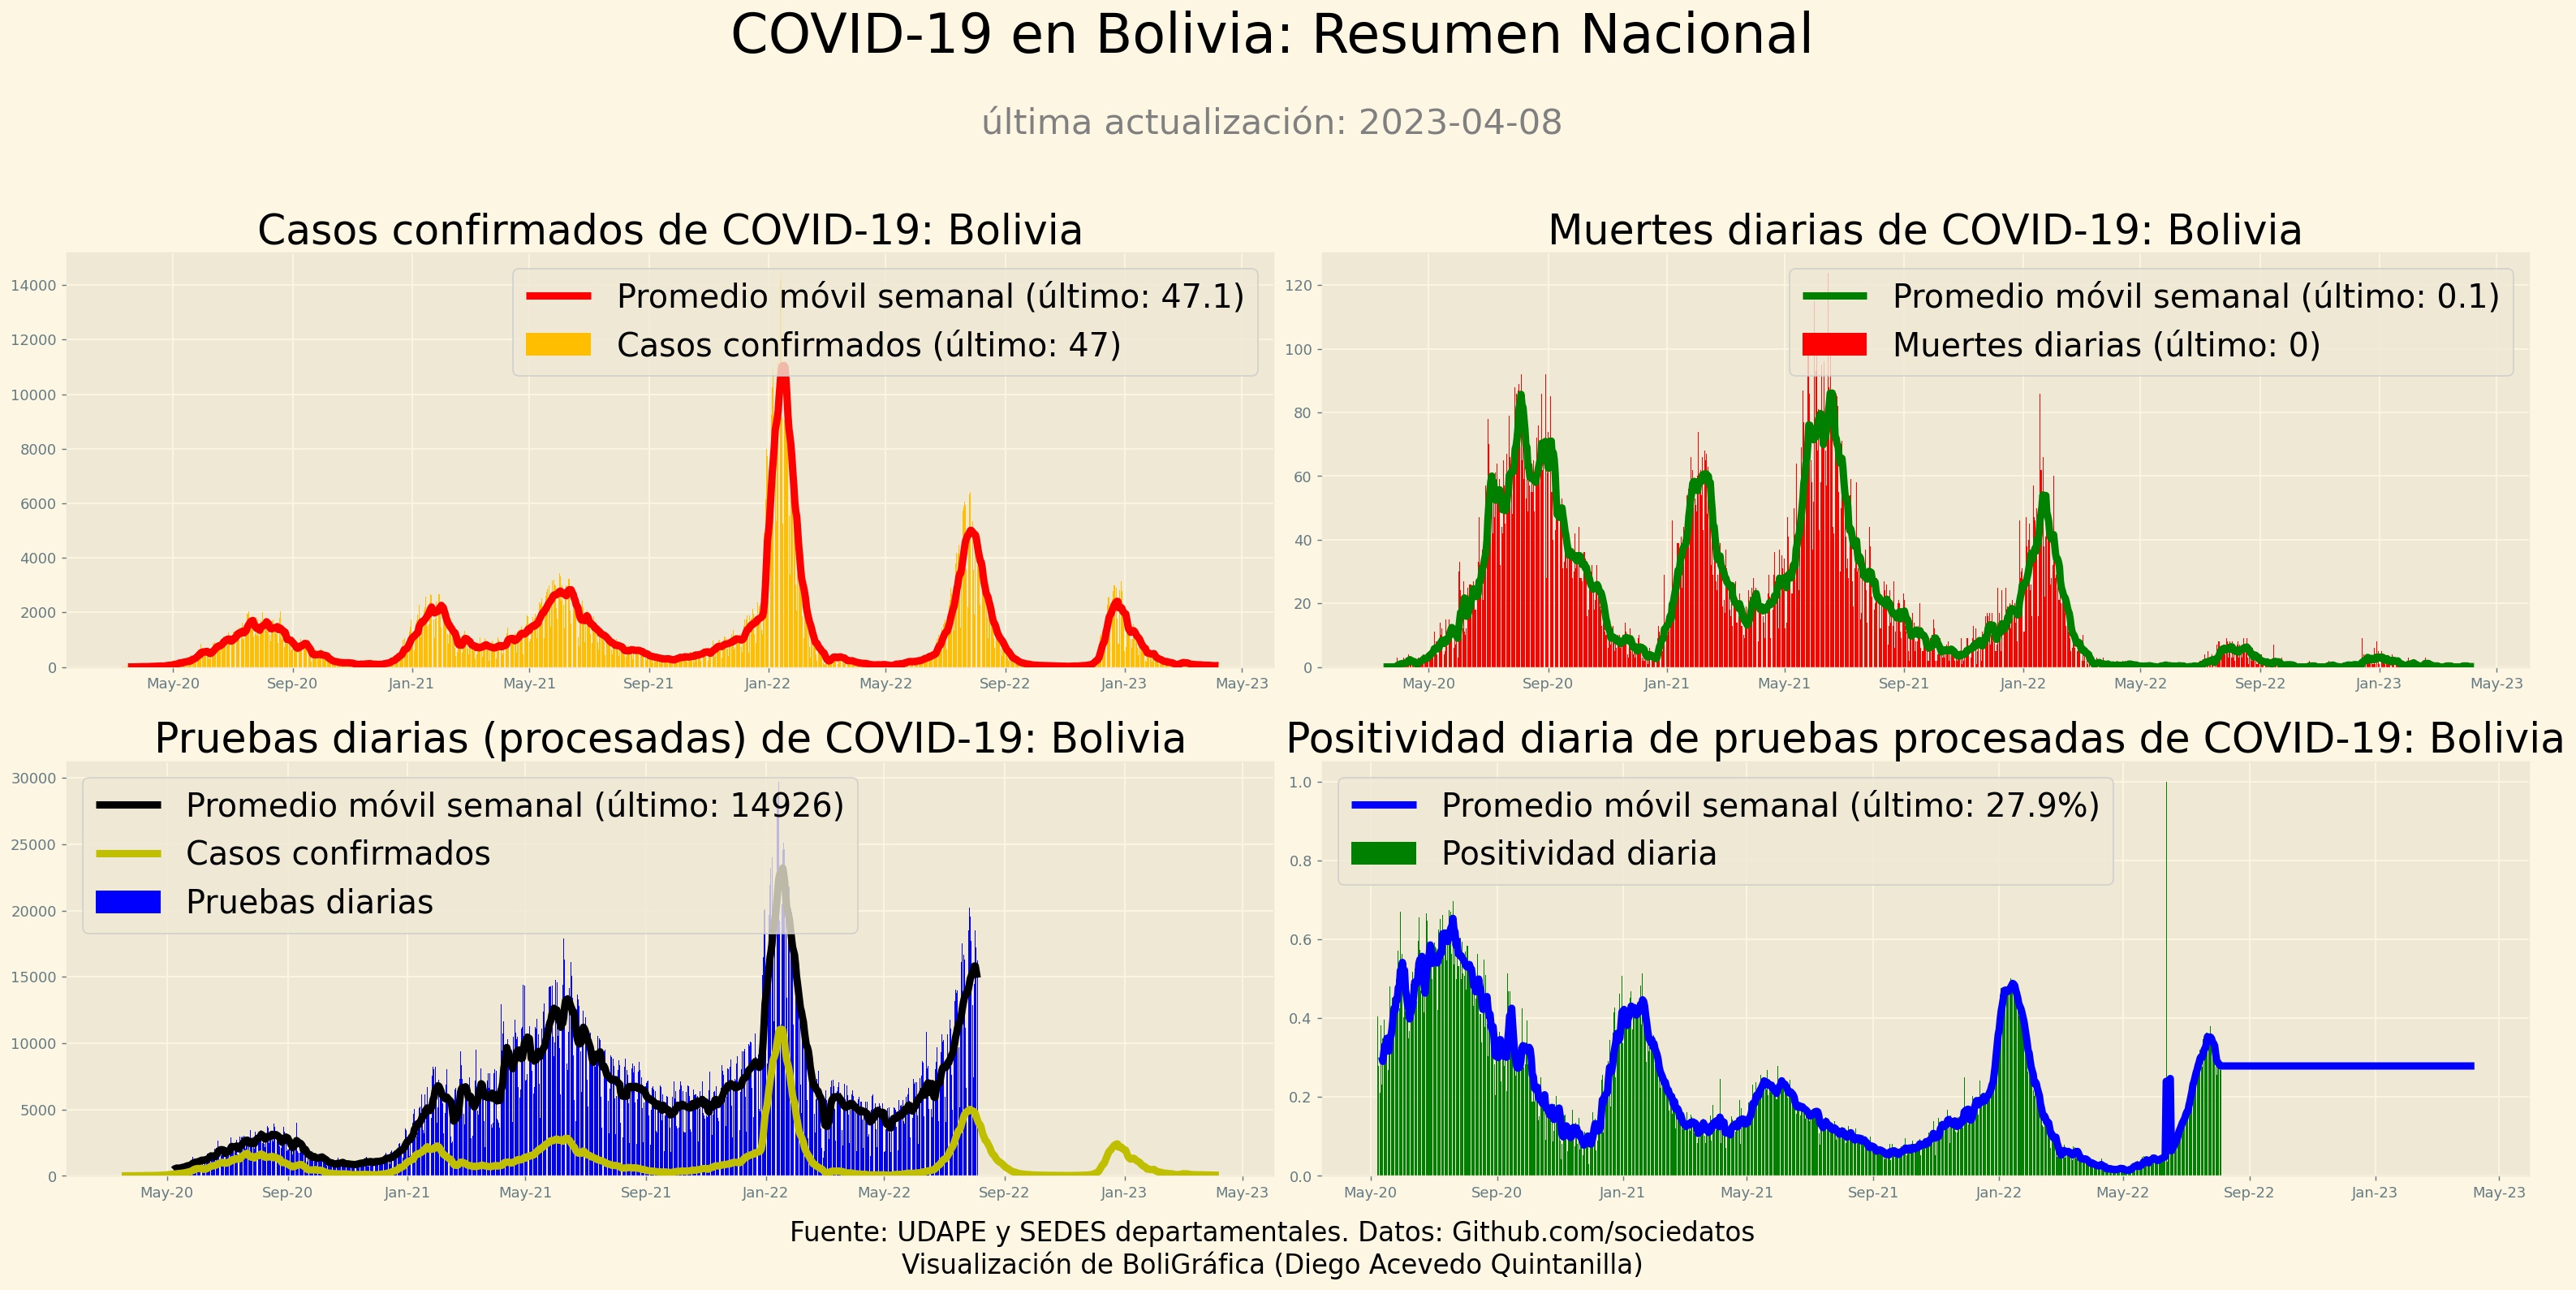 COVID-19 en Bolivia: Resumen Nacional
última actualización: 2023-04-08
Casos confirmados de COVID-19: Bolivia
Promedio móvil semanal (último: 47.1)
Casos confirmados (último: 47)
14000
12000
10000
8000
6000
4000
2000
0
May-20 Sep-20 Jan-21 May-21 Sep-21 Jan-22 May-22 Sep-22 Jan-23 May-23
Muertes diarias de COVID-19: Bolivia
Promedio móvil semanal (último: 0.1)
Muertes diarias (último: 0)
120
100
80
60
40
20
0
May-20 Sep-20 Jan-21 May-21 Sep-21 Jan-22 May-22 Sep-22 Jan-23 May-23
Pruebas diarias (procesadas) de COVID-19: Bolivia
Promedio móvil semanal (último: 14926)
Casos confirmados
Pruebas diarias
30000
25000
20000
15000
10000
5000
0
May-20 Sep-20 Jan-21 May-21 Sep-21 Jan-22 May-22 Sep-22 Jan-23 May-23
Positividad diaria de pruebas procesadas de COVID-19: Bolivia
Promedio móvil semanal (último: 27.9%)
Positividad diaria
1.0
0.8
0.6
0.4
0.2
0.0
May-20 Sep-20 Jan-21 May-21 Sep-21 Jan-22 May-22 Sep-22 Jan-23 May-23
Fuente: UDAPE y SEDES departamentales. Datos: Github.com/sociedatos
Visualización de BoliGráfica (Diego Acevedo Quintanilla)